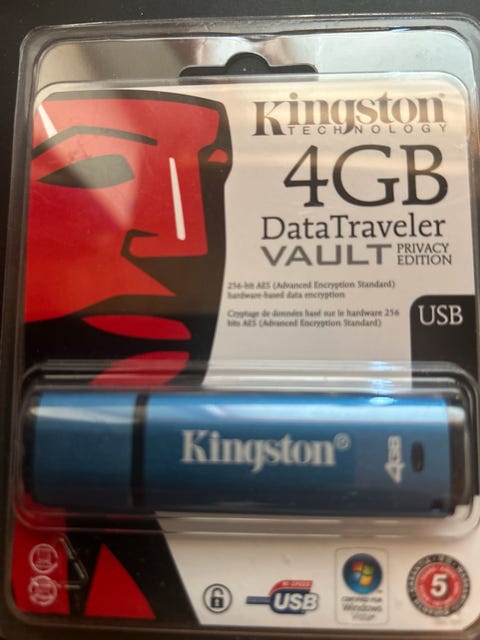 Kingston
TECHNOLOGY
4GB
DataTraveler
VAULT PRIVACY EDITION
256-bit AES (Advanced Encryption Standard)
hardware-based data encryption
Cryptage de données basé sur le hardware 256
bits AES (Advanced Encryption Standard)
USB
Kingston®
4GB
HI-SPEED
USB
CERTIFIED FOR
Windows
Vista
5